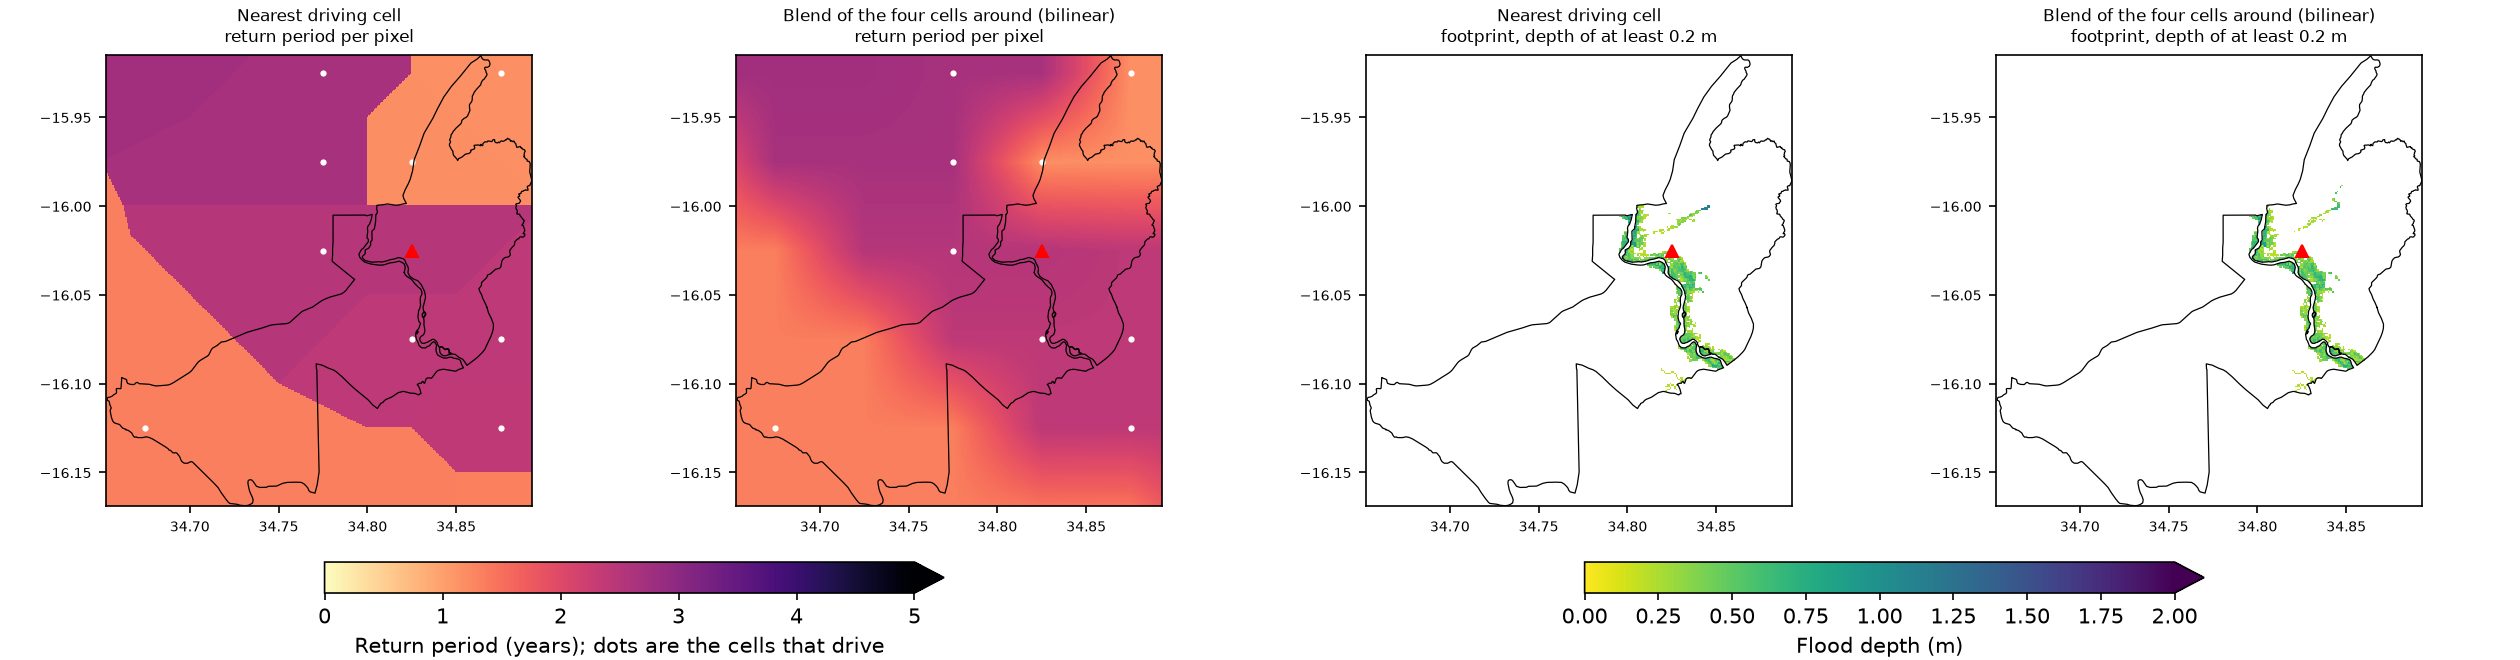 Nearest driving cell
return period per pixel
Blend of the four cells around (bilinear)
return period per pixel
Nearest driving cell
footprint, depth of at least 0.2 m
Blend of the four cells around (bilinear)
footprint, depth of at least 0.2 m
−15.95
−16.00
−16.05
−16.10
−16.15
34.70 34.75 34.80 34.85
−15.95
−16.00
−16.05
−16.10
−16.15
34.70 34.75 34.80 34.85
−15.95
−16.00
−16.05
−16.10
−16.15
34.70 34.75 34.80 34.85
−15.95
−16.00
−16.05
−16.10
−16.15
34.70 34.75 34.80 34.85
0 1 2 3 4 5
Return period (years); dots are the cells that drive
0.00 0.25 0.50 0.75 1.00 1.25 1.50 1.75 2.00
Flood depth (m)